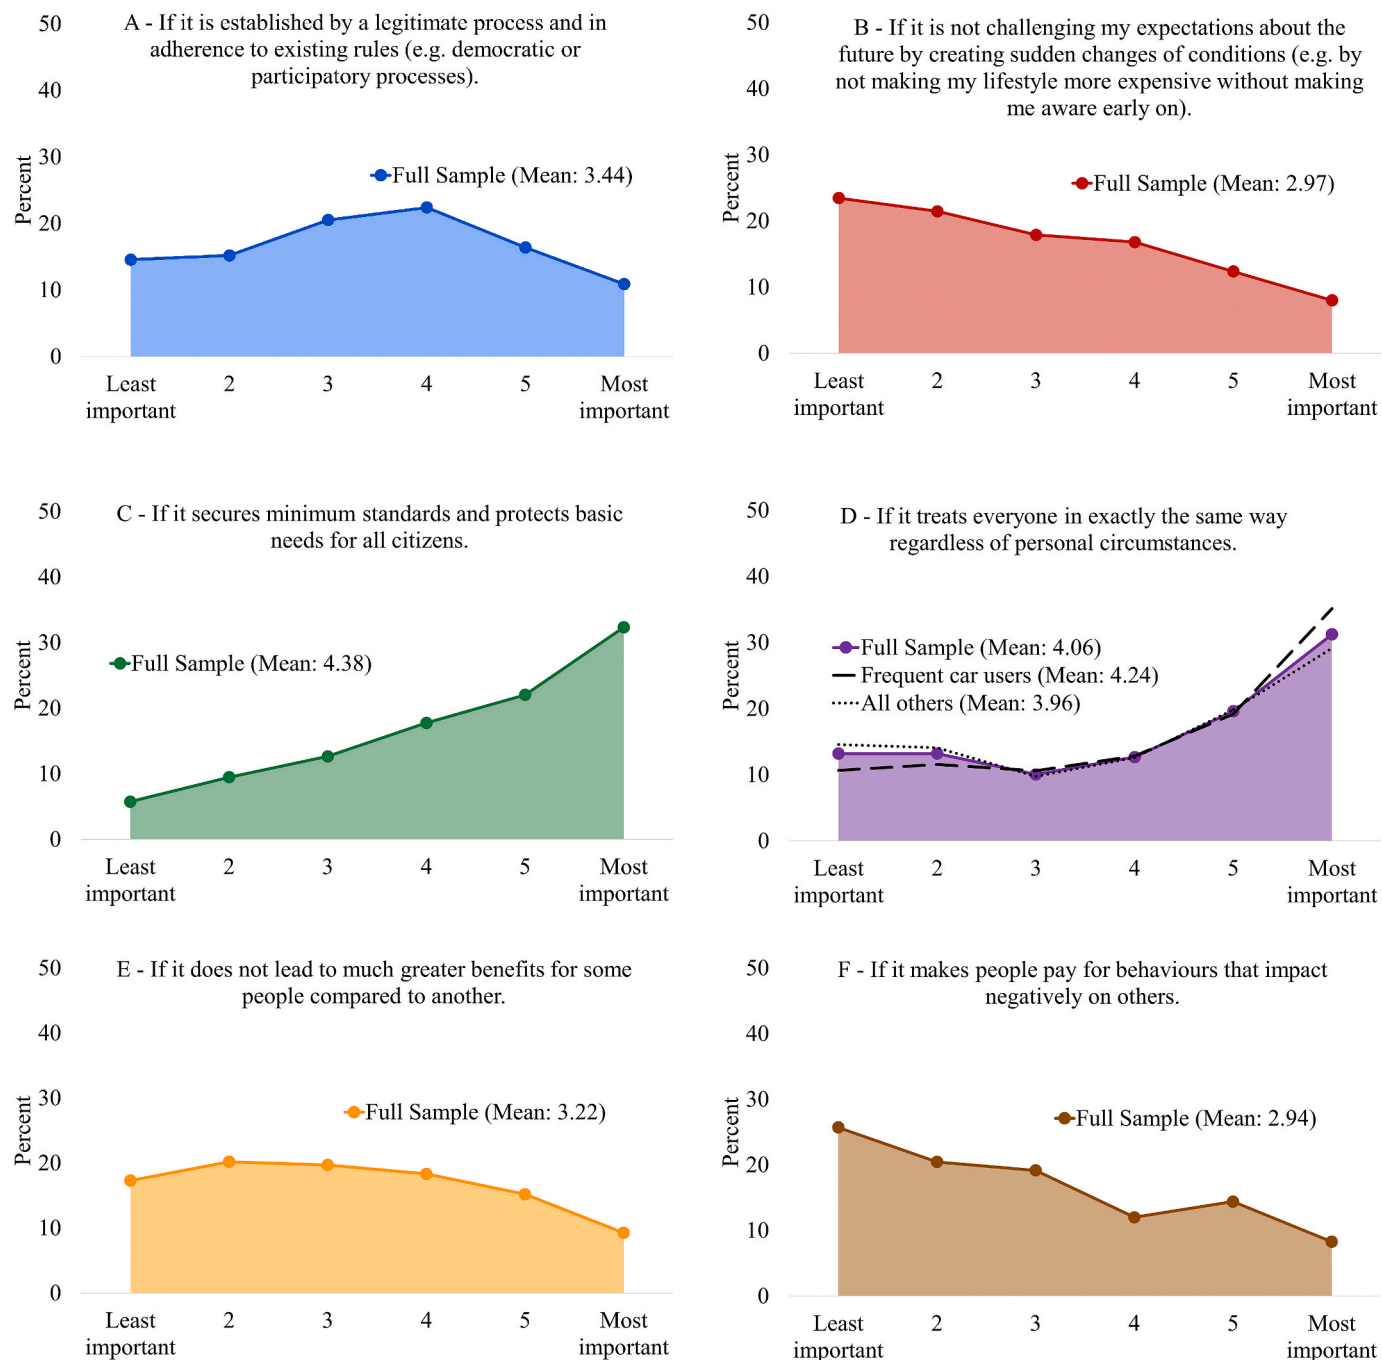 A - If it is established by a legitimate process and in
adherence to existing rules (e.g. democratic or
participatory processes).
50
40
30
20
10
0
Percent
Full Sample (Mean: 3.44)
Least
important
2
3
4
5
Most
important
B - If it is not challenging my expectations about the
future by creating sudden changes of conditions (e.g. by
not making my lifestyle more expensive without making
me aware early on).
50
40
30
20
10
0
Percent
Full Sample (Mean: 2.97)
Least
important
2
3
4
5
Most
important
C - If it secures minimum standards and protects basic
needs for all citizens.
50
40
30
20
10
0
Percent
Full Sample (Mean: 4.38)
Least
important
2
3
4
5
Most
important
D - If it treats everyone in exactly the same way
regardless of personal circumstances.
50
40
30
20
10
0
Percent
Full Sample (Mean: 4.06)
Frequent car users (Mean: 4.24)
All others (Mean: 3.96)
Least
important
2
3
4
5
Most
important
E - If it does not lead to much greater benefits for some
people compared to another.
50
40
30
20
10
0
Percent
Full Sample (Mean: 3.22)
Least
important
2
3
4
5
Most
important
F - If it makes people pay for behaviours that impact
negatively on others.
50
40
30
20
10
0
Percent
Full Sample (Mean: 2.94)
Least
important
2
3
4
5
Most
important